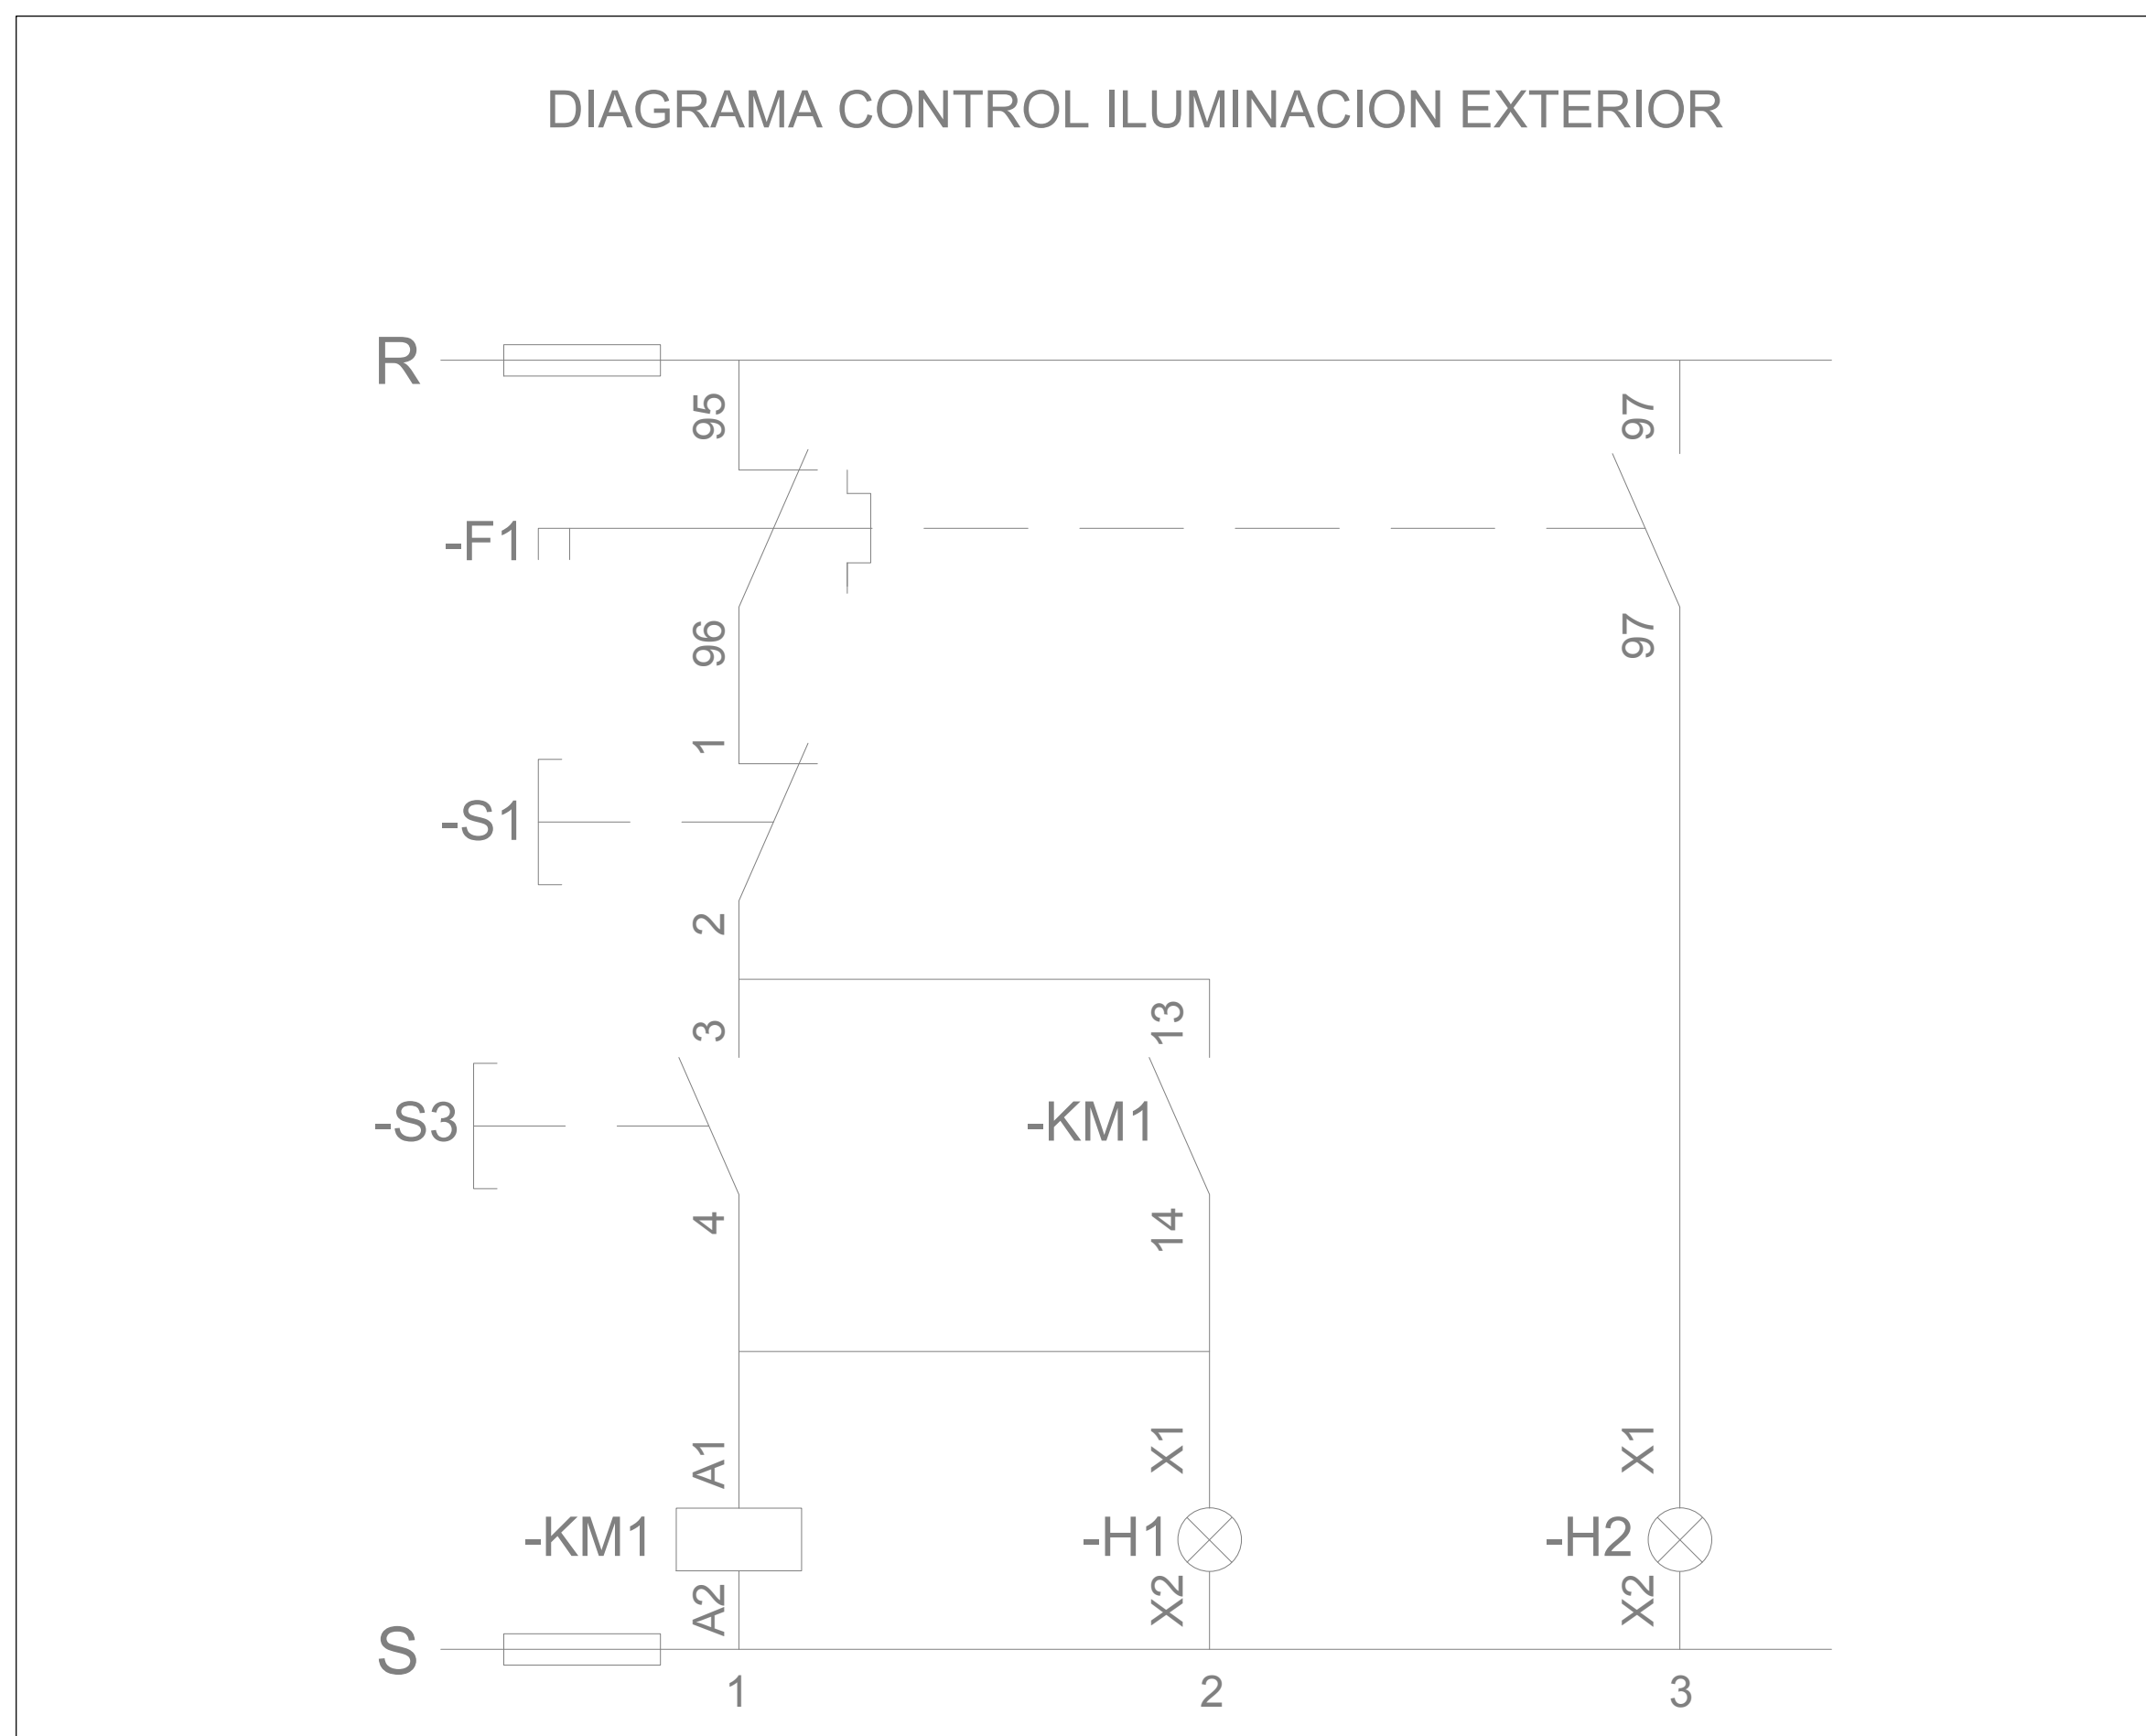 DIAGRAMA CONTROL ILUMINACION EXTERIOR
R
95
97
-F1
96
97
1
-S1
2
3
13
-S3
-KM1
4
14
A1
X1
X1
-KM1
-H1
-H2
A2
X2
X2
S
1
2
3